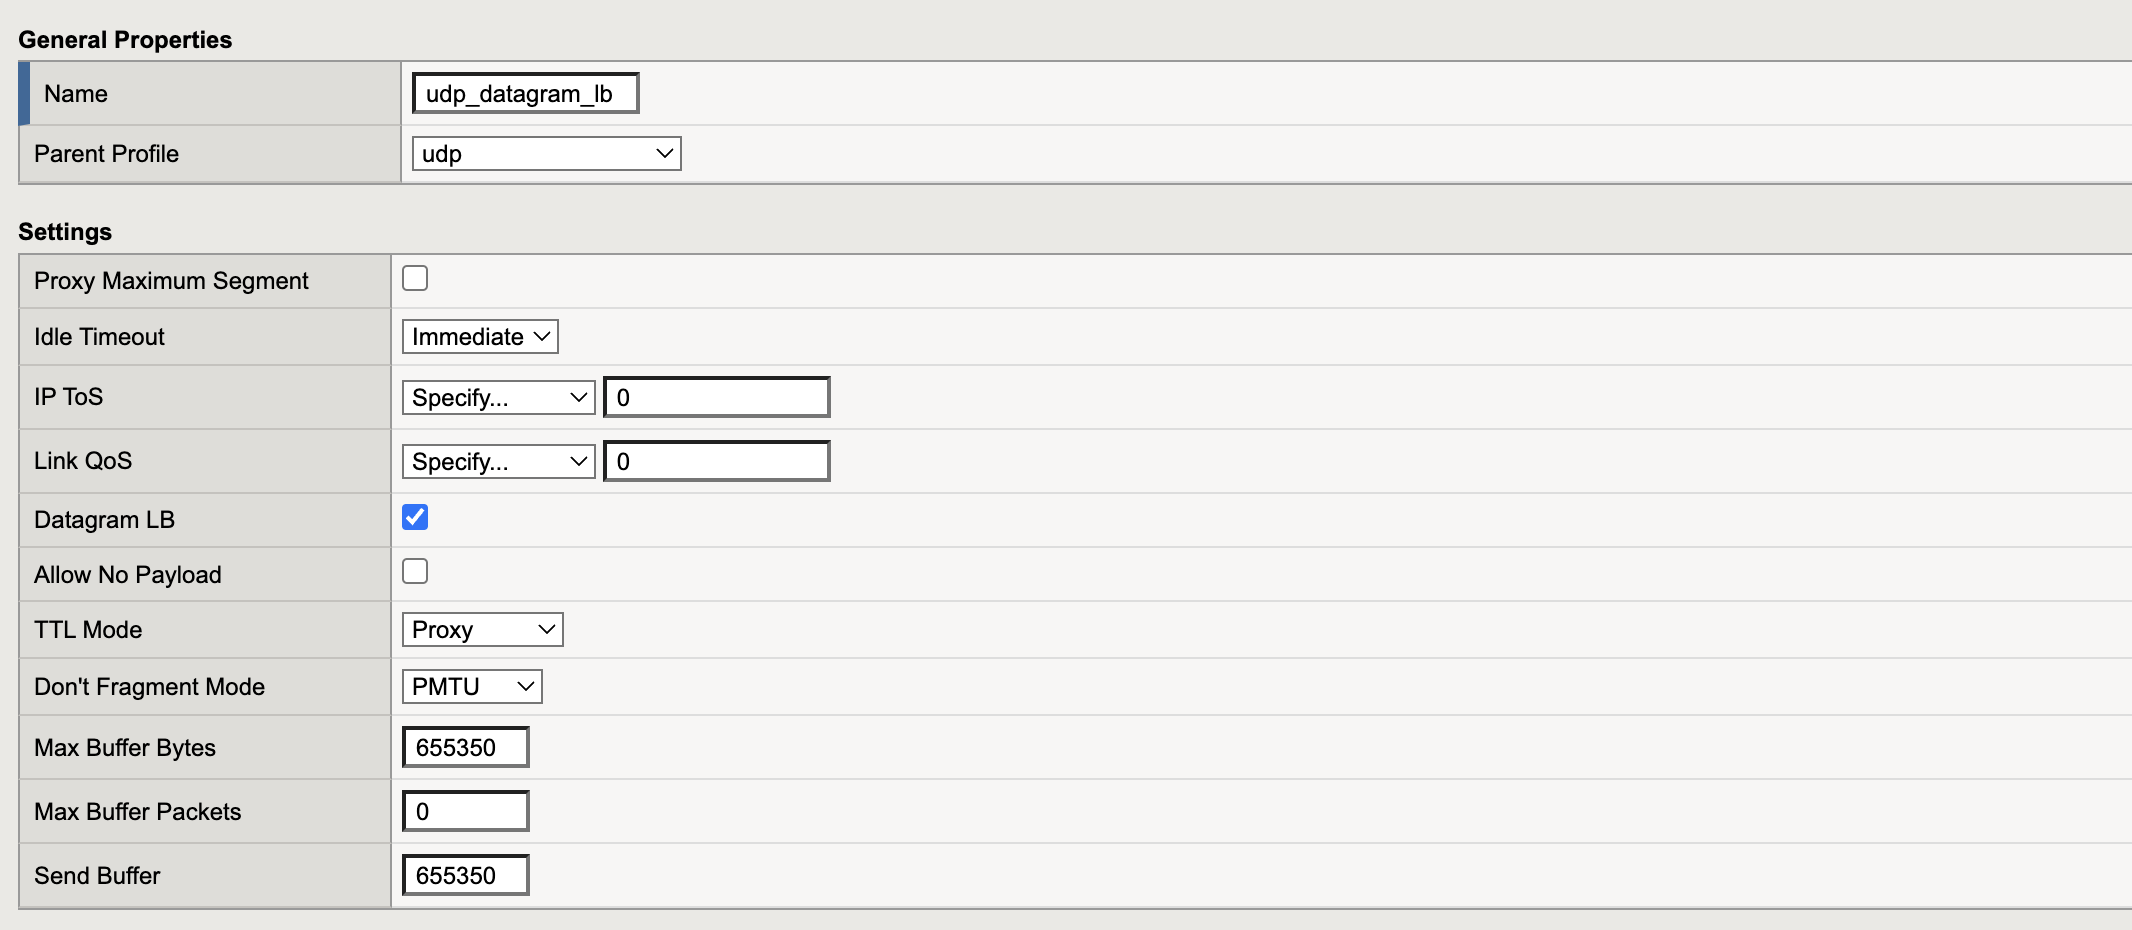 General Properties
Name udp_datagram_lb
Parent Profile udp
Settings
Proxy Maximum Segment
Idle Timeout Immediate
IP ToS Specify... 0
Link QoS Specify... 0
Datagram LB
Allow No Payload
TTL Mode Proxy
Don't Fragment Mode PMTU
Max Buffer Bytes 655350
Max Buffer Packets 0
Send Buffer 655350